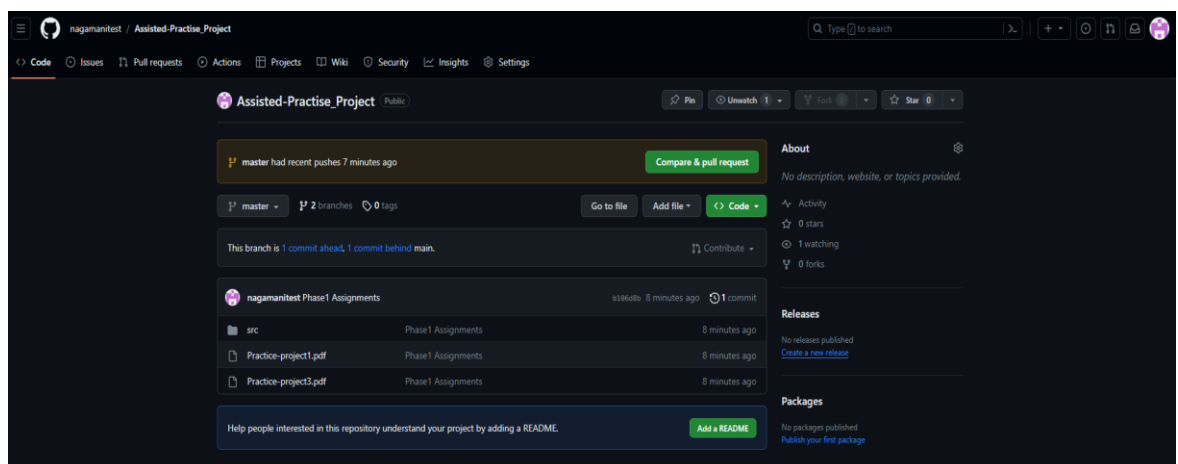 nagamanitest / Assisted-Practise_Project
Type / to search
Code Issues Pull requests Actions Projects Wiki Security Insights Settings
Assisted-Practise_Project Public
Pin Unwatch 1 Fork Star 0
master had recent pushes 7 minutes ago Compare & pull request
master 2 branches 0 tags Go to file Add file Code
This branch is 1 commit ahead, 1 commit behind main. Contribute
nagamanitest Phase1 Assignments b106d8b 8 minutes ago 1 commit
src Phase1 Assignments 8 minutes ago
Practice-project1.pdf Phase1 Assignments 8 minutes ago
Practice-project3.pdf Phase1 Assignments 8 minutes ago
Help people interested in this repository understand your project by adding a README. Add a README
About
No description, website, or topics provided.
Activity
0 stars
1 watching
0 forks
Releases
No releases published
Create a new release
Packages
No packages published
Publish your first package